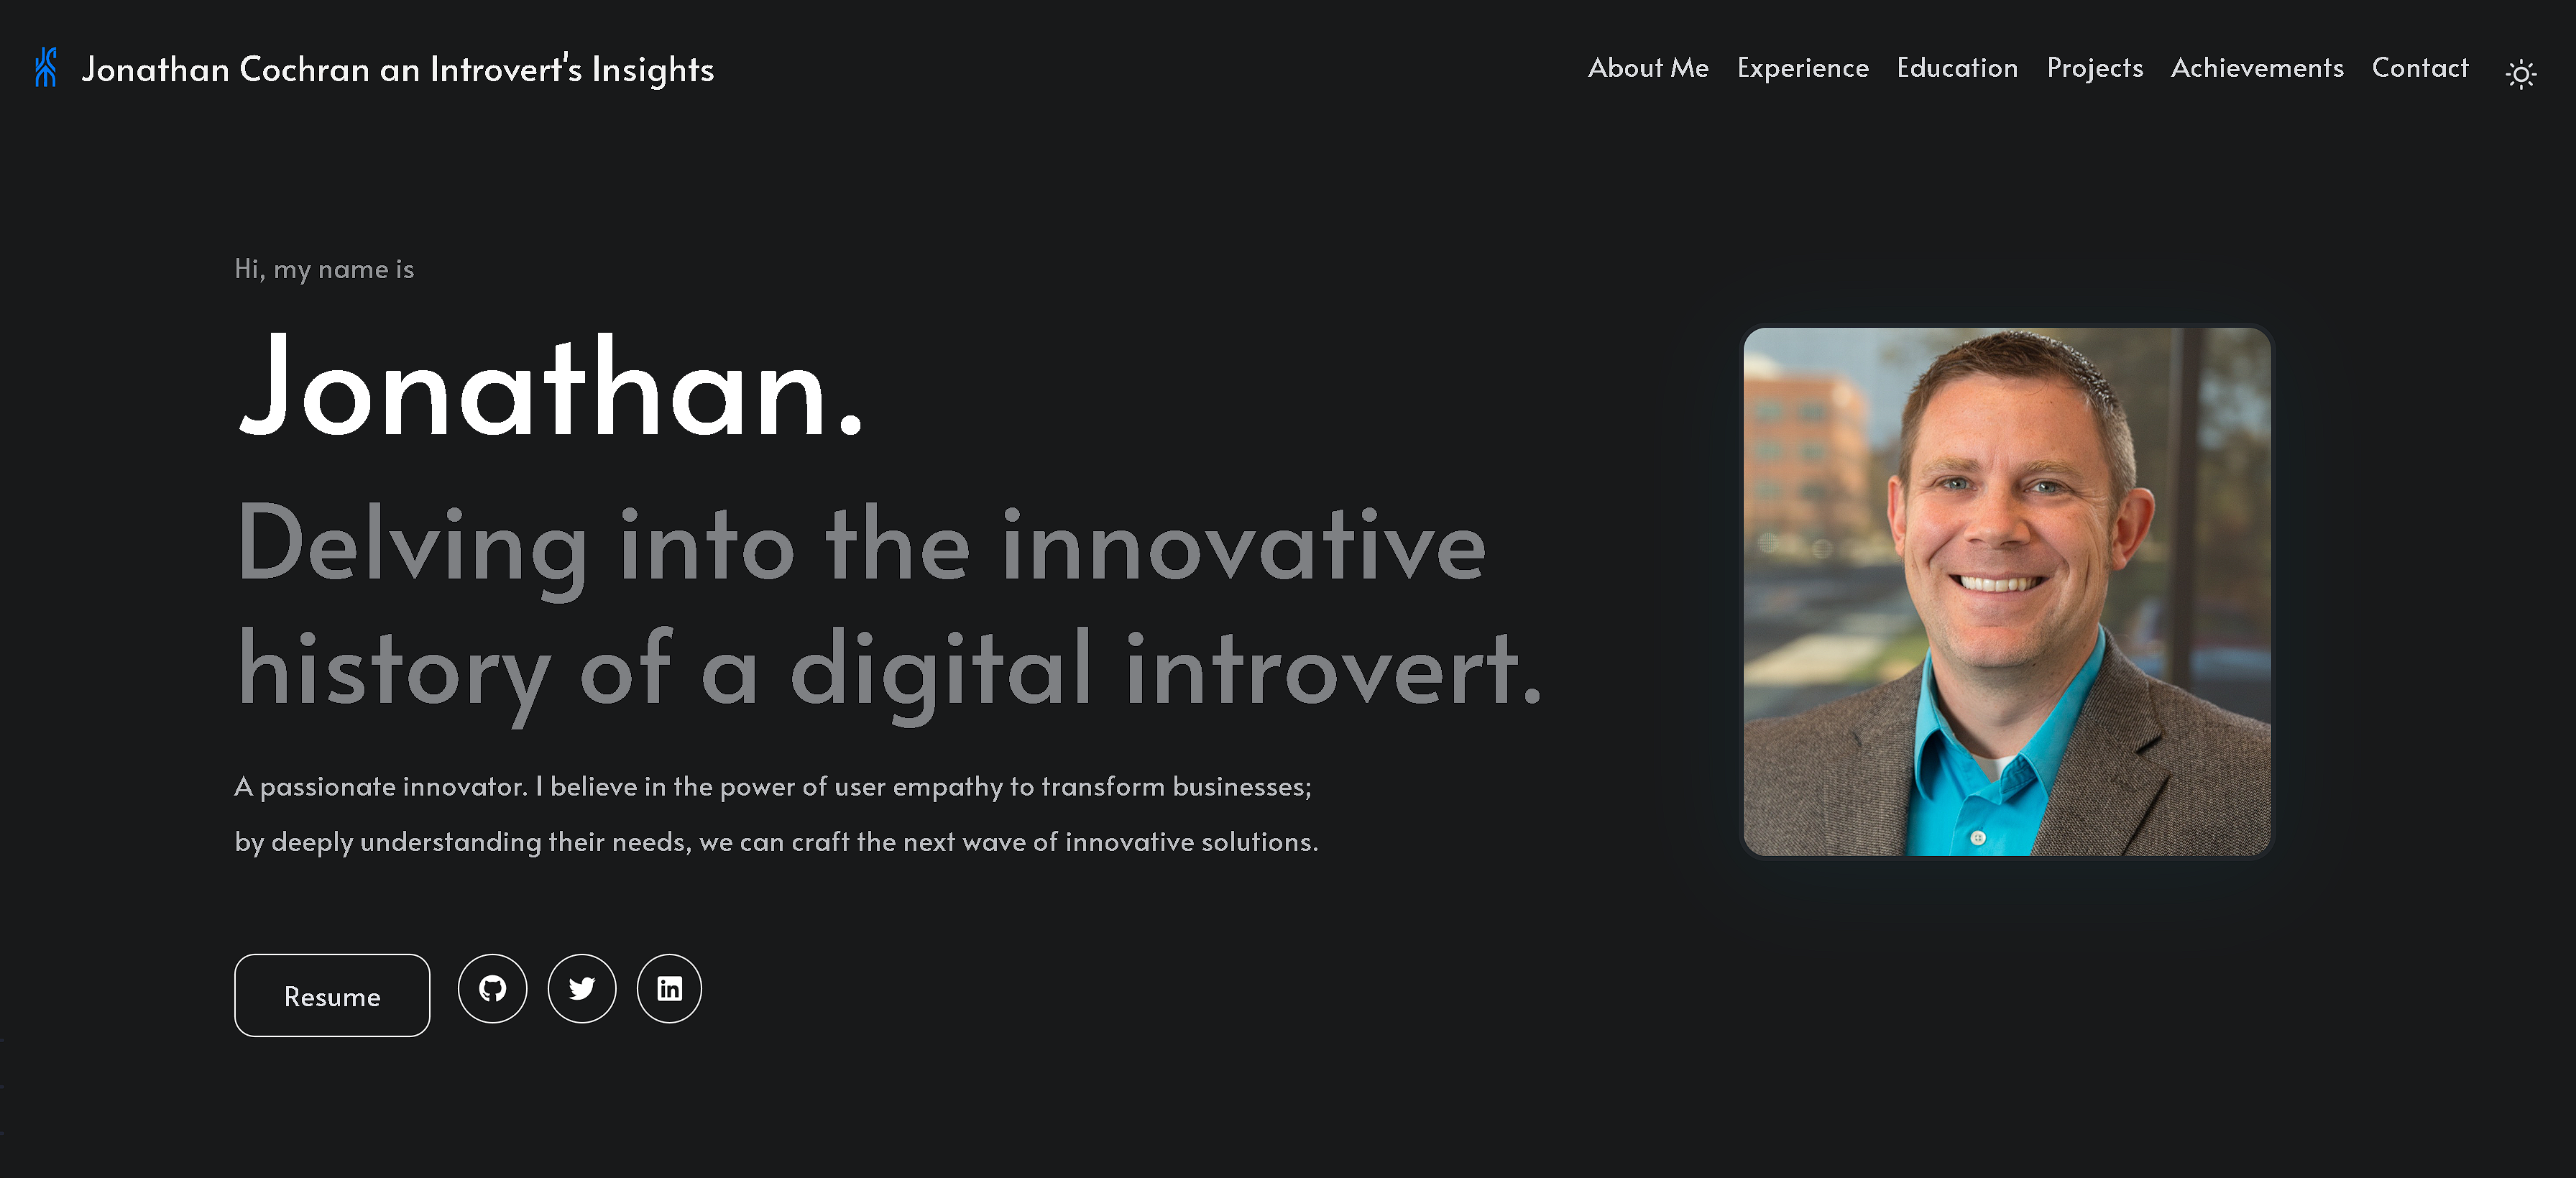 Jonathan Cochran an Introvert's Insights
About Me Experience Education Projects Achievements Contact
Hi, my name is
Jonathan.
Delving into the innovative
history of a digital introvert.
A passionate innovator. I believe in the power of user empathy to transform businesses;
by deeply understanding their needs, we can craft the next wave of innovative solutions.
Resume